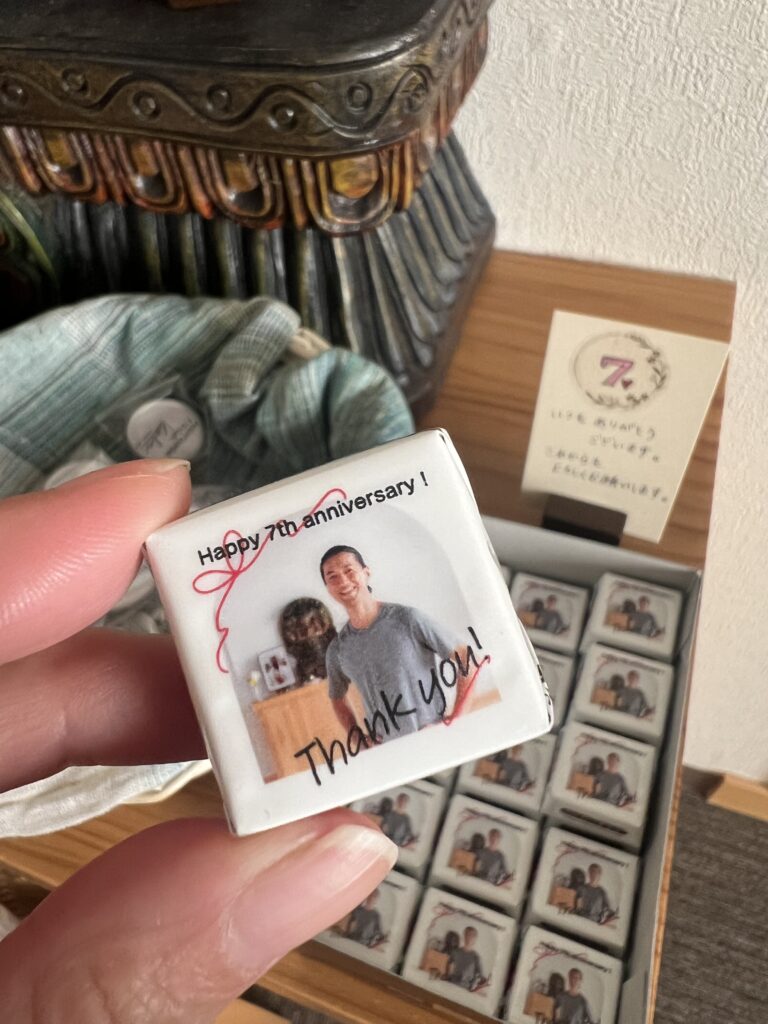 Happy 7th anniversary !
Thank you!
7
いつもありがとう
ございます。
これからも
よろしくお願いします。